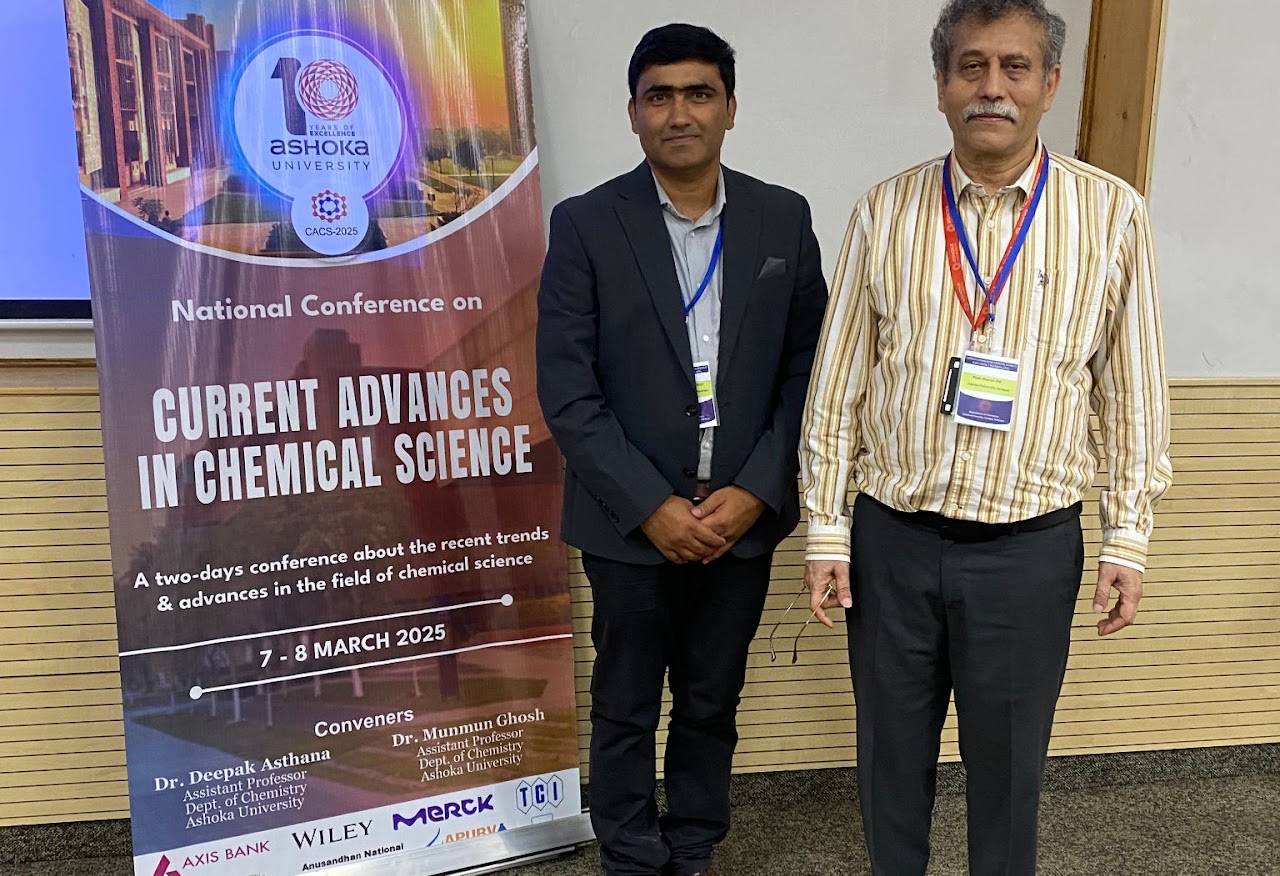 10
YEARS OF
EXCELLENCE
ASHOKA
UNIVERSITY
CACS-2025
National Conference on
CURRENT ADVANCES
IN CHEMICAL SCIENCE
A two-days conference about the recent trends
& advances in the field of chemical science
7 - 8 MARCH 2025
Conveners
Dr. Deepak Asthana
Assistant Professor
Dept. of Chemistry
Ashoka University
Dr. Munmun Ghosh
Assistant Professor
Dept. of Chemistry
Ashoka University
AXIS BANK
WILEY
MERCK
TCI
Anusandhan National
APURVA